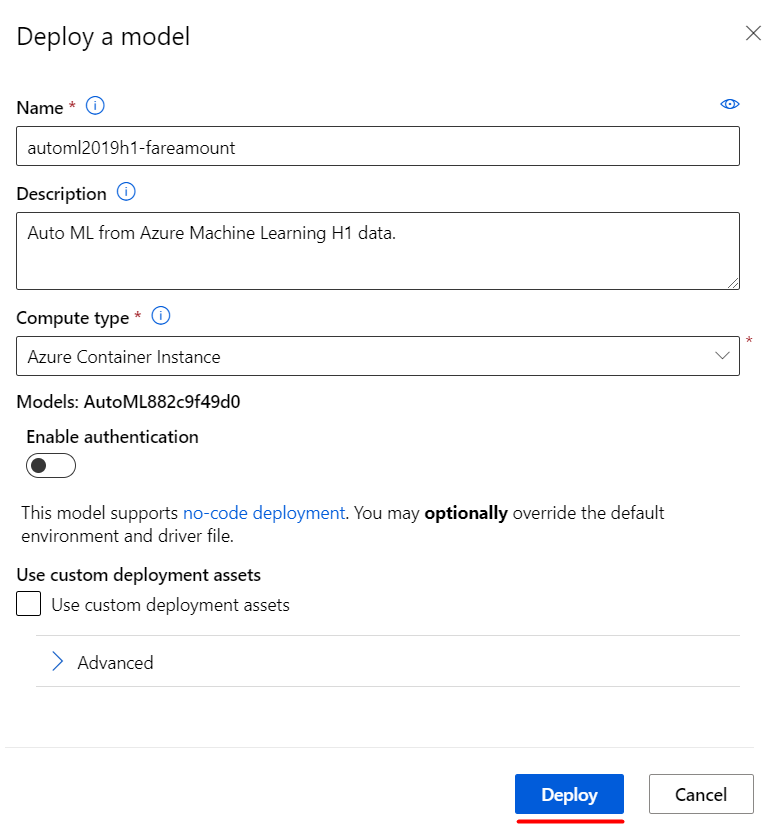 Deploy a model
Name *
automl2019h1-fareamount
Description
Auto ML from Azure Machine Learning H1 data.
Compute type *
Azure Container Instance
*
Models: AutoML882c9f49d0
Enable authentication
This model supports no-code deployment. You may optionally override the default
environment and driver file.
Use custom deployment assets
Use custom deployment assets
Advanced
Deploy
Cancel